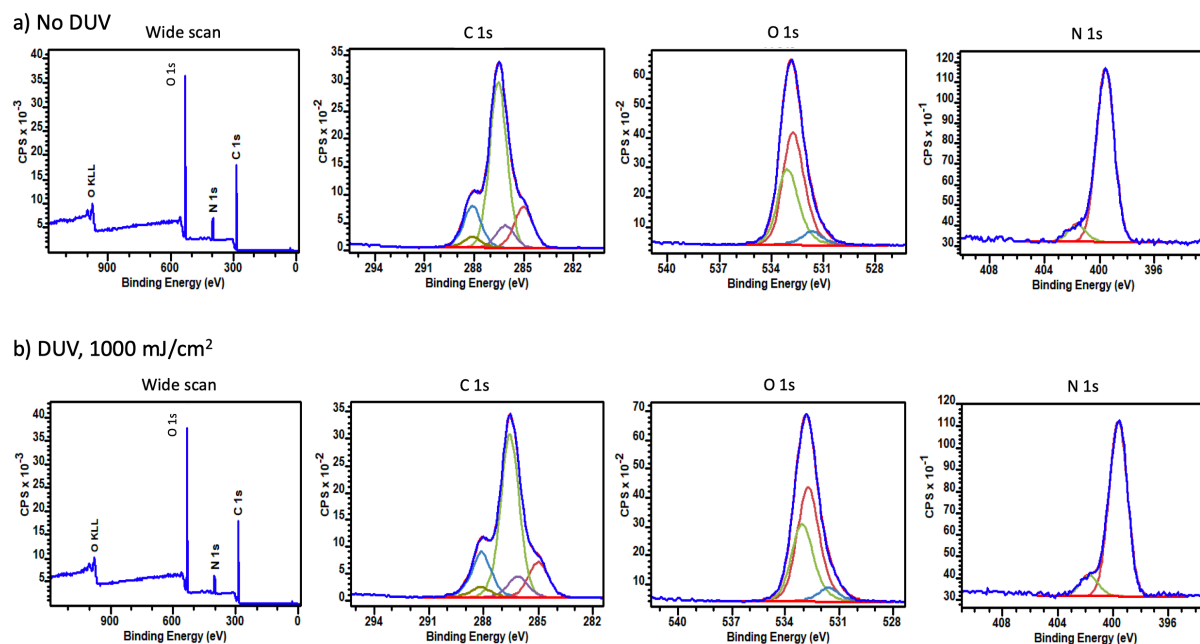 a) No DUV
Wide scan
C 1s
O 1s
N 1s
40
35
30
25
20
15
10
5
CPS x 10⁻³
O KLL
O 1s
N 1s
C 1s
900
600
300
0
Binding Energy (eV)
35
30
25
20
15
10
5
0
CPS x 10⁻²
294
291
288
285
282
Binding Energy (eV)
60
50
40
30
20
10
CPS x 10⁻²
540
537
534
531
528
Binding Energy (eV)
120
110
100
90
80
70
60
50
40
30
CPS x 10⁻¹
408
404
400
396
Binding Energy (eV)
b) DUV, 1000 mJ/cm²
Wide scan
C 1s
O 1s
N 1s
40
35
30
25
20
15
10
5
CPS x 10⁻³
O KLL
O 1s
N 1s
C 1s
900
600
300
0
Binding Energy (eV)
35
30
25
20
15
10
5
0
CPS x 10⁻²
294
291
288
285
282
Binding Energy (eV)
70
60
50
40
30
20
10
CPS x 10⁻²
540
537
534
531
528
Binding Energy (eV)
120
110
100
90
80
70
60
50
40
30
CPS x 10⁻¹
408
404
400
396
Binding Energy (eV)